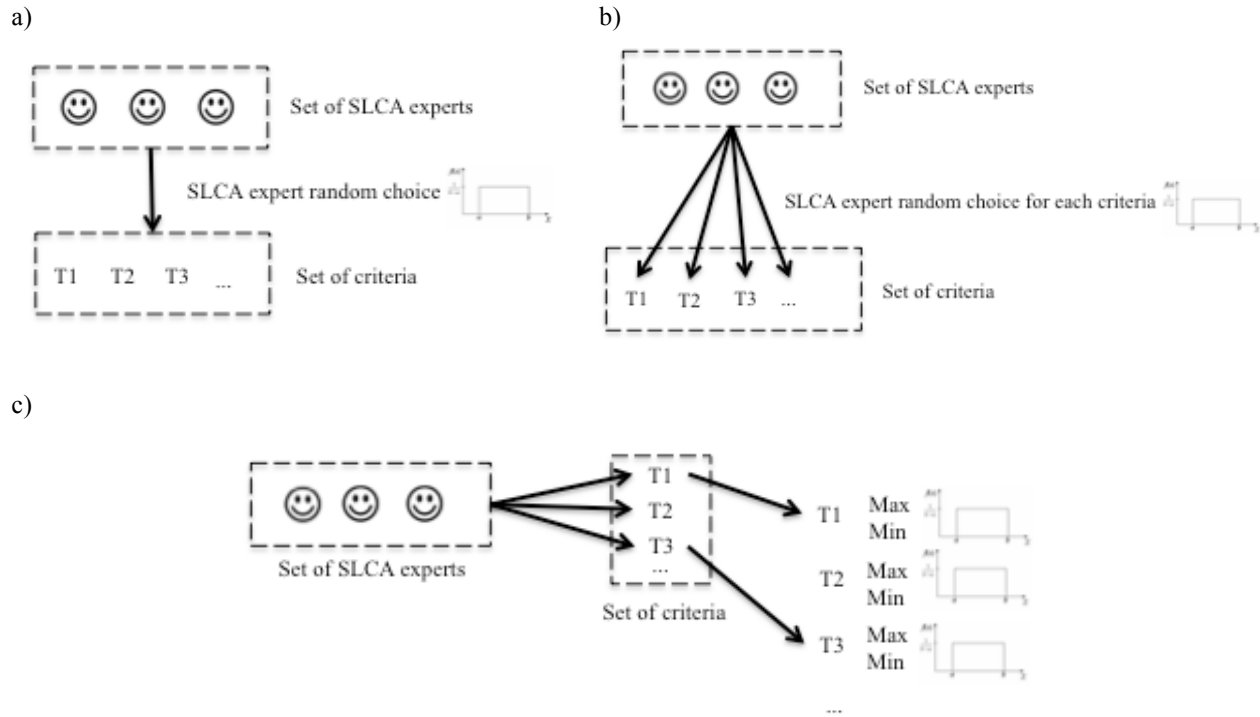 a)
Set of SLCA experts
SLCA expert random choice
T1 T2 T3 ...
Set of criteria
b)
Set of SLCA experts
SLCA expert random choice for each criteria
T1 T2 T3 ...
Set of criteria
c)
Set of SLCA experts
T1
T2
T3
...
Set of criteria
T1 Max
Min
T2 Max
Min
T3 Max
Min
...